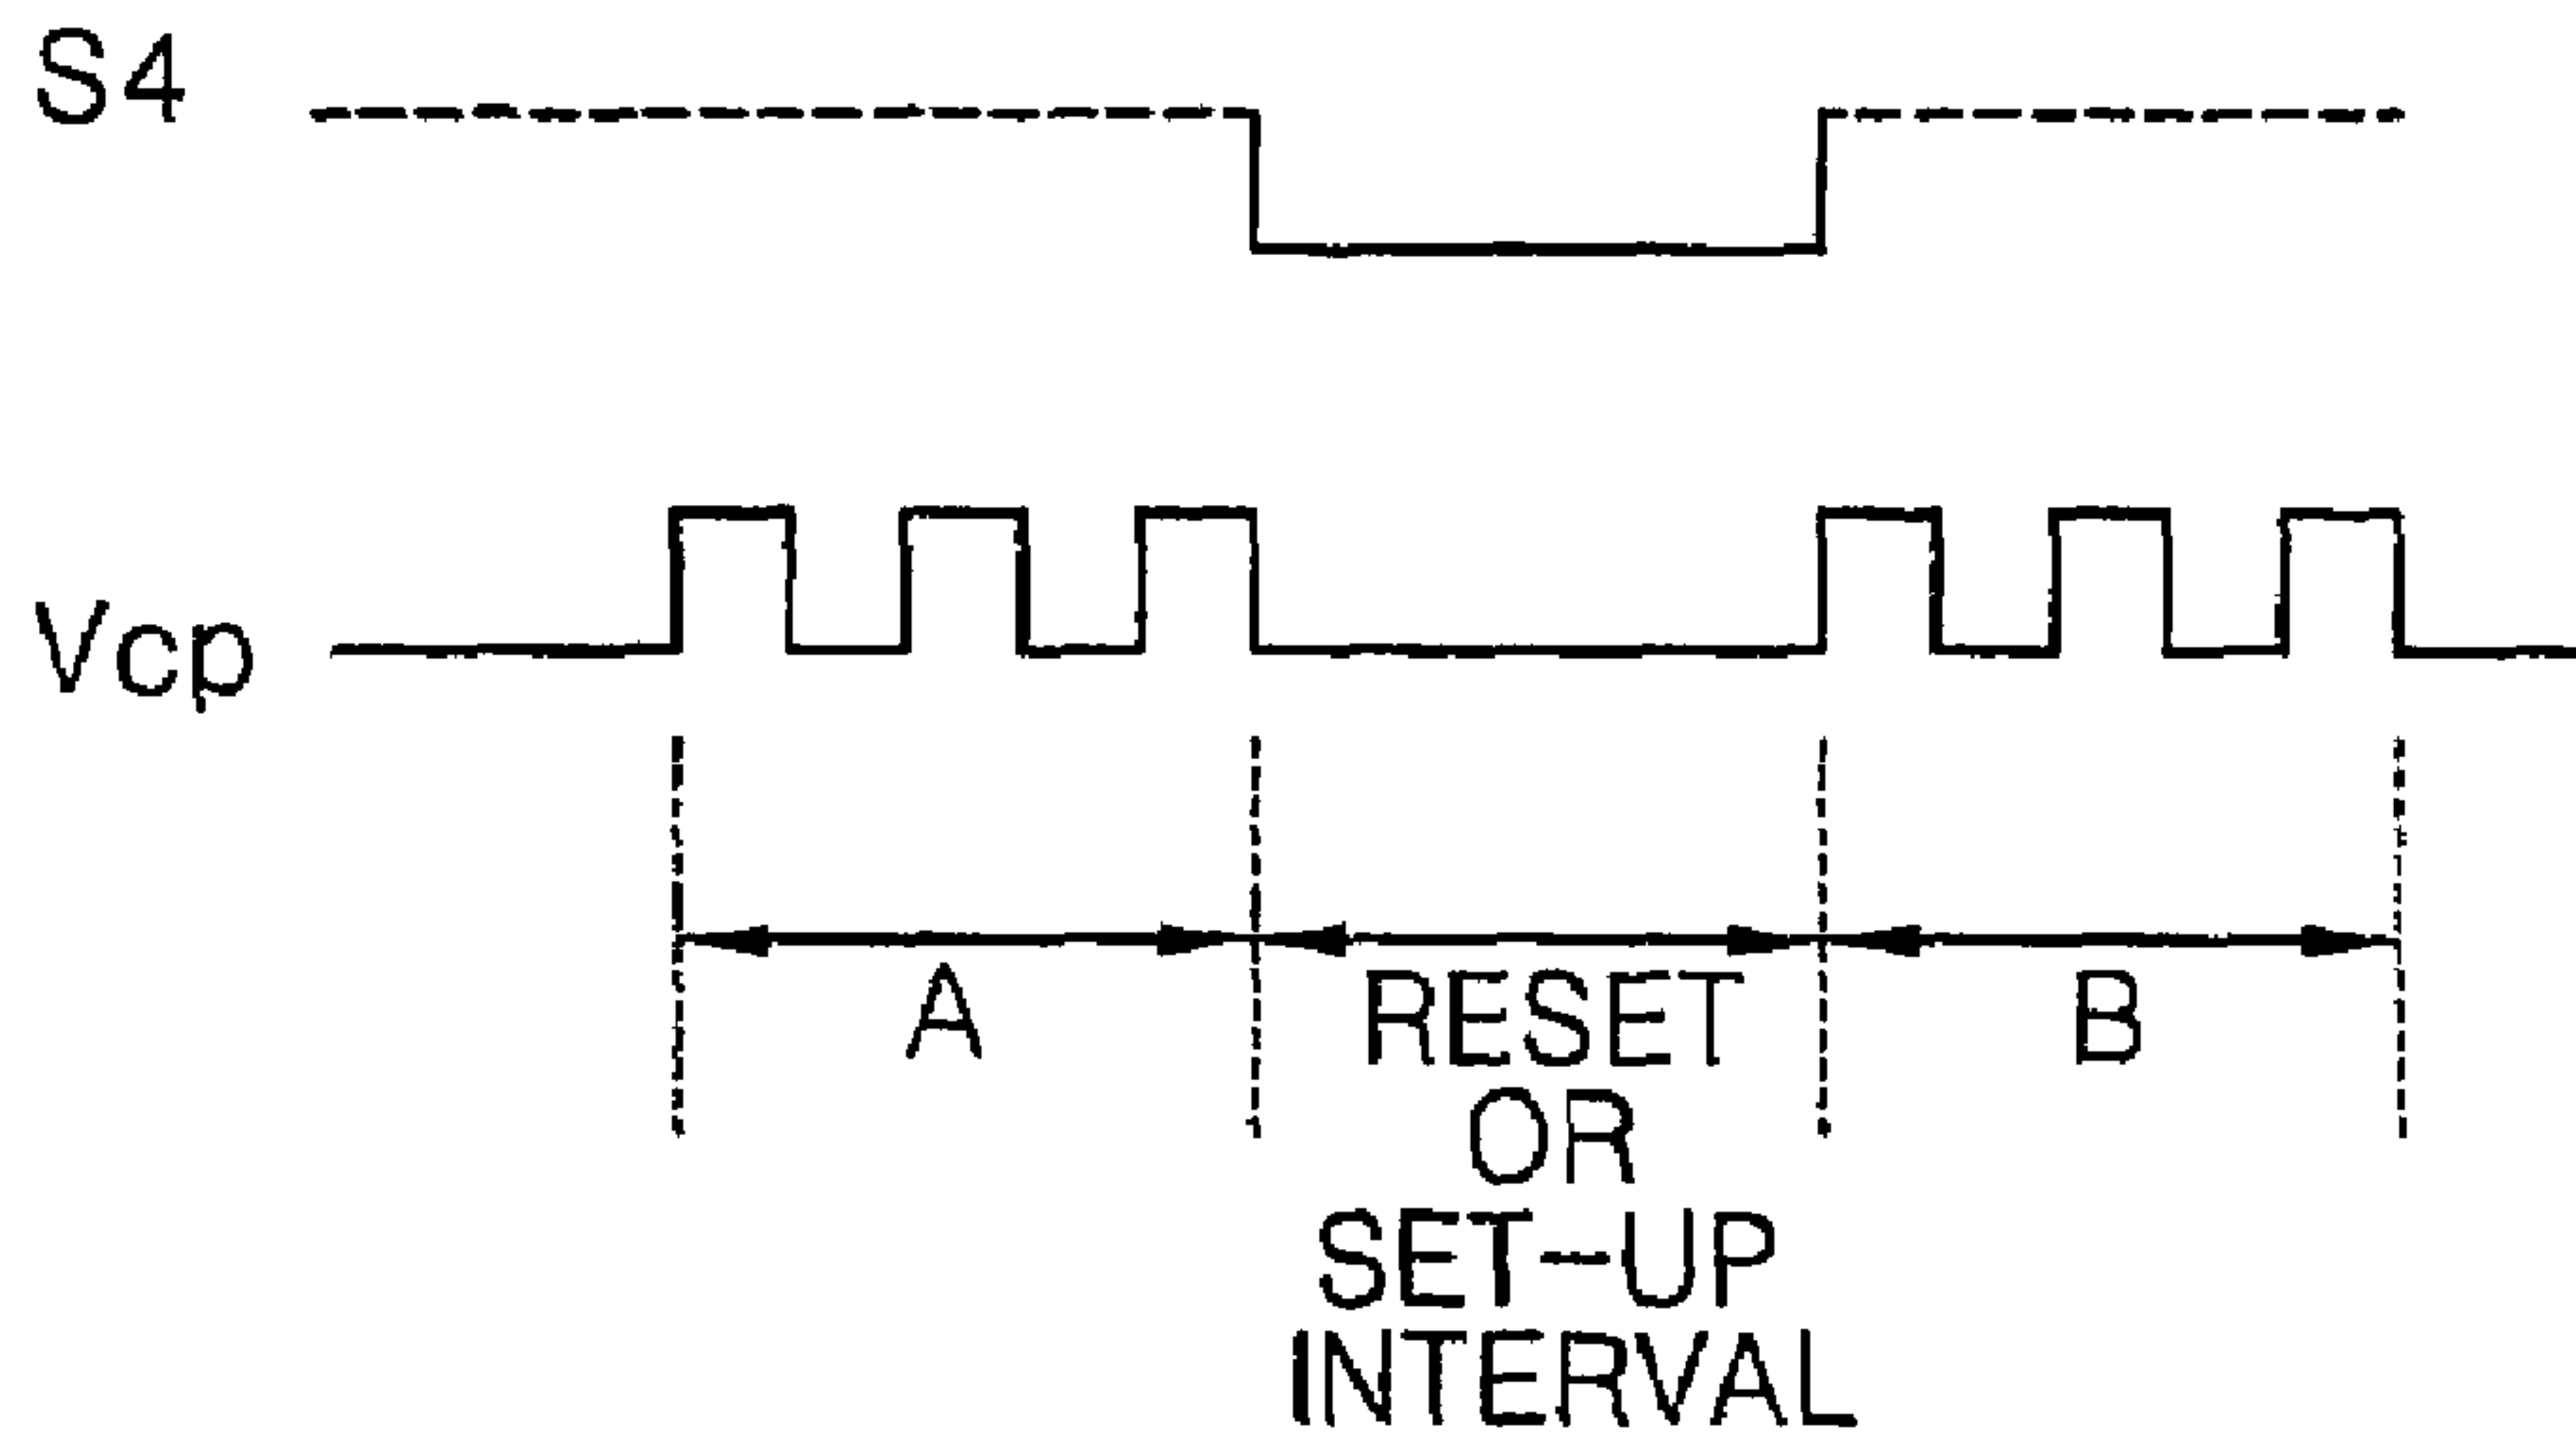 S4
Vcp
A
RESET
OR
SET-UP
INTERVAL
B